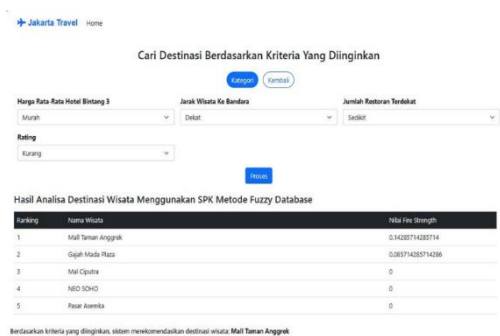 Jakarta Travel Home
Cari Destinasi Berdasarkan Kriteria Yang Diinginkan
Kategori Kembali
Harga Rata-Rata Hotel Bintang 3 Jarak Wisata Ke Bandara Jumlah Restoran Terdekat
Murah Dekat Sedikit
Rating
Kurang
Proses
Hasil Analisa Destinasi Wisata Menggunakan SPK Metode Fuzzy Database
Ranking Nama Wisata Nilai Fire Strength
1 Mall Taman Anggrek 0.14285714285714
2 Gajah Mada Plaza 0.085714285714286
3 Mal Ciputra 0
4 NEO SOHO 0
5 Pasar Asemka 0
Berdasarkan kriteria yang diinginkan, sistem merekomendasikan destinasi wisata: Mall Taman Anggrek